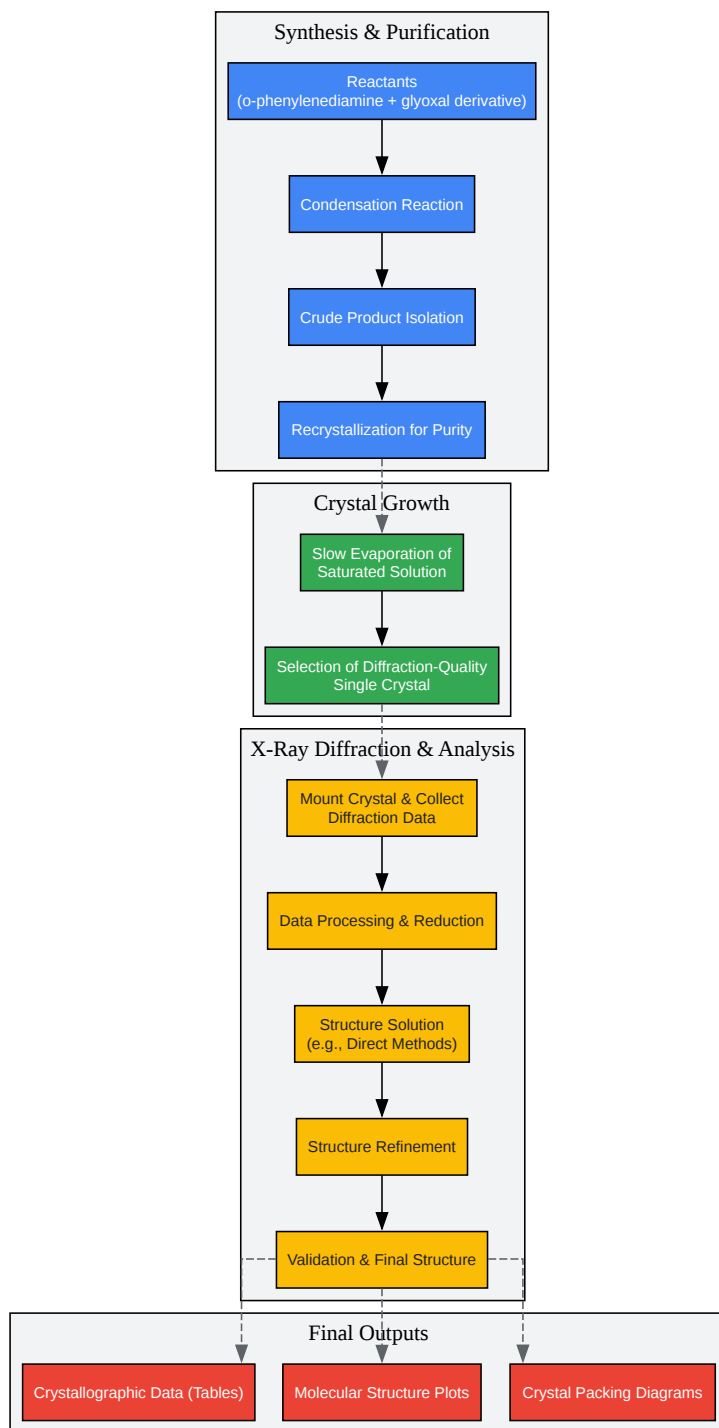 Synthesis & Purification
Reactants
(o-phenylenediamine + glyoxal derivative)
Condensation Reaction
Crude Product Isolation
Recrystallization for Purity
Crystal Growth
Slow Evaporation of
Saturated Solution
Selection of Diffraction-Quality
Single Crystal
X-Ray Diffraction & Analysis
Mount Crystal & Collect
Diffraction Data
Data Processing & Reduction
Structure Solution
(e.g., Direct Methods)
Structure Refinement
Validation & Final Structure
Final Outputs
Crystallographic Data (Tables)
Molecular Structure Plots
Crystal Packing Diagrams